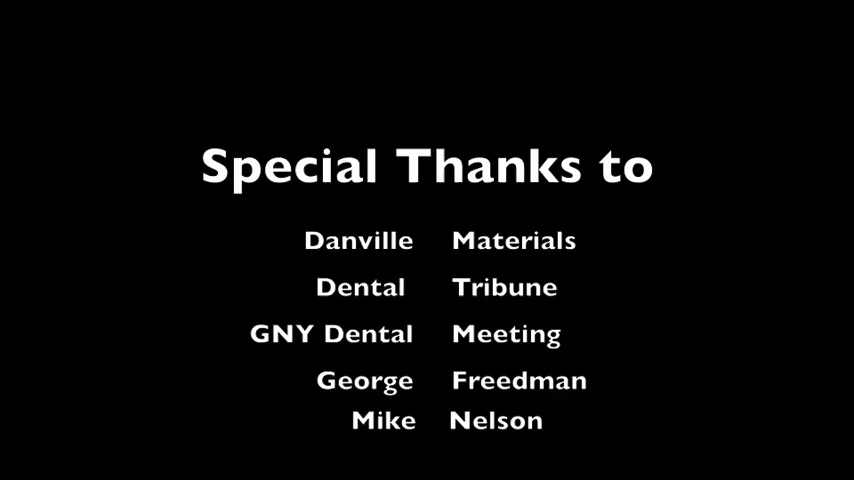 Special Thanks to
Danville Materials
Dental Tribune
GNY Dental Meeting
George Freedman
Mike Nelson